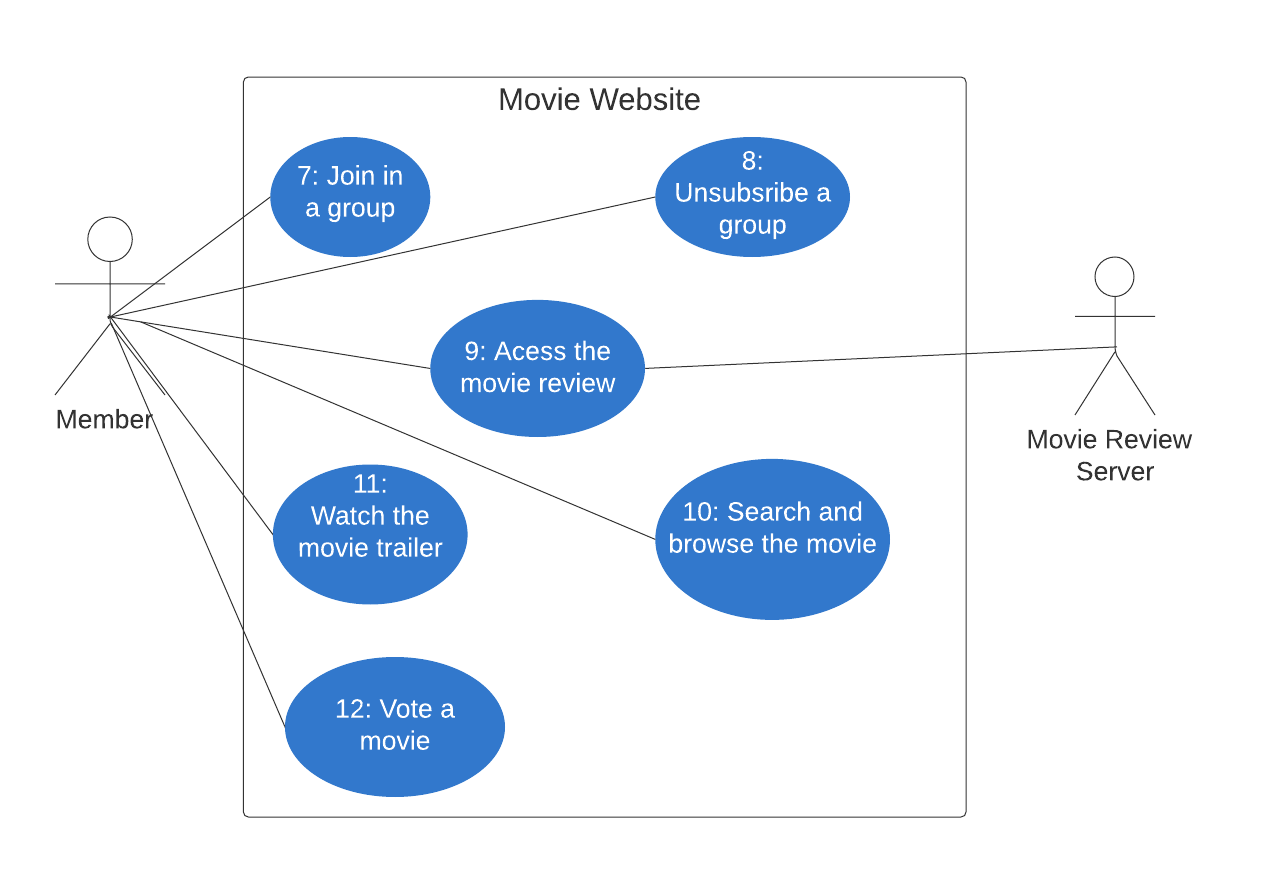 Movie Website
7: Join in
a group
8:
Unsubsribe a
group
9: Acess the
movie review
Member
Movie Review
Server
11:
Watch the
movie trailer
10: Search and
browse the movie
12: Vote a
movie